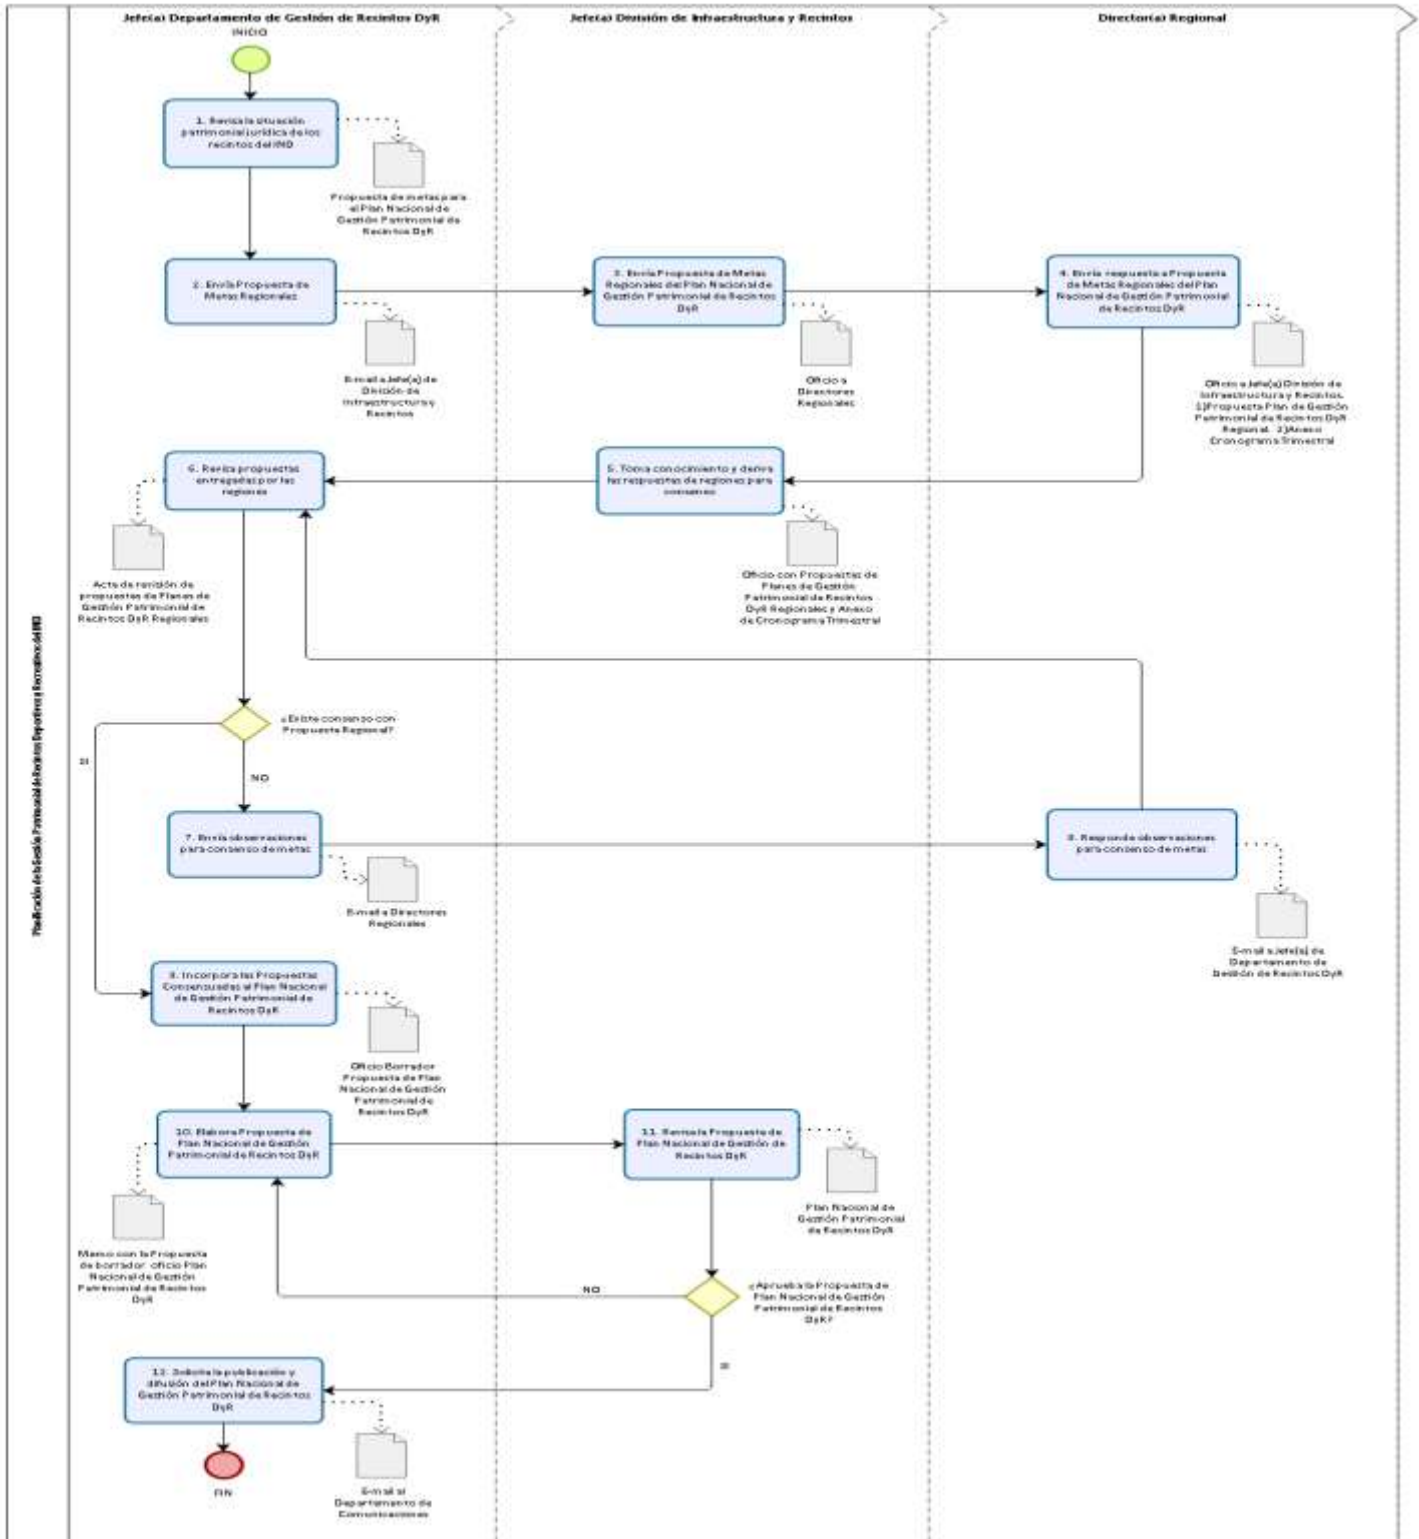 Jefe(a) Departamento de Gestión de Recintos DyR
Jefe(a) División de Infraestructura y Recintos
Director(a) Regional
INICIO
1. Revisa la situación
patrimonial jurídica de los
recintos del IND
Propuesta de metas para
el Plan Nacional de
Gestión Patrimonial de
Recintos DyR
2. Envía Propuesta de
Metas Regionales
E-mail a Jefe(a) de
División de
Infraestructura y
Recintos
3. Envía Propuesta de Metas
Regionales del Plan Nacional de
Gestión Patrimonial de Recintos
DyR
Oficio a
Directores
Regionales
4. Envía respuesta a Propuesta
de Metas Regionales del Plan
Nacional de Gestión Patrimonial
de Recintos DyR
Oficio a Jefe(a) División de
Infraestructura y Recintos.
1)Propuesta Plan de Gestión
Patrimonial de Recintos DyR
Regional. 2)Anexo
Cronograma Trimestral
6. Revisa propuestas
entregadas por las
regiones
Acta de revisión de
propuestas de Planes de
Gestión Patrimonial de
Recintos DyR Regionales
5. Toma conocimiento y deriva
las respuestas de regiones para
consenso
Oficio con Propuestas de
Planes de Gestión
Patrimonial de Recintos
DyR Regionales y Anexo
de Cronograma Trimestral
Planificación de la Gestión Patrimonial de Recintos Deportivos y Recreativos del IND
¿Existe consenso con
Propuesta Regional?
SI
NO
7. Envía observaciones
para consenso de metas
E-mail a Directores
Regionales
8. Responde observaciones
para consenso de metas
E-mail a Jefe(a) de
Departamento de
Gestión de Recintos DyR
9. Incorpora las Propuestas
Consensuadas al Plan Nacional
de Gestión Patrimonial de
Recintos DyR
Oficio Borrador
Propuesta de Plan
Nacional de Gestión
Patrimonial de
Recintos DyR
10. Elabora Propuesta de
Plan Nacional de Gestión
Patrimonial de Recintos DyR
Memo con la Propuesta
de borrador oficio Plan
Nacional de Gestión
Patrimonial de Recintos
DyR
11. Revisa la Propuesta de
Plan Nacional de Gestión de
Recintos DyR
Plan Nacional de
Gestión Patrimonial
de Recintos DyR
¿Aprueba la Propuesta de
Plan Nacional de Gestión
Patrimonial de Recintos
DyR?
NO
SI
12. Solicita la publicación y
difusión del Plan Nacional de
Gestión Patrimonial de Recintos
DyR
E-mail al
Departamento de
Comunicaciones
FIN